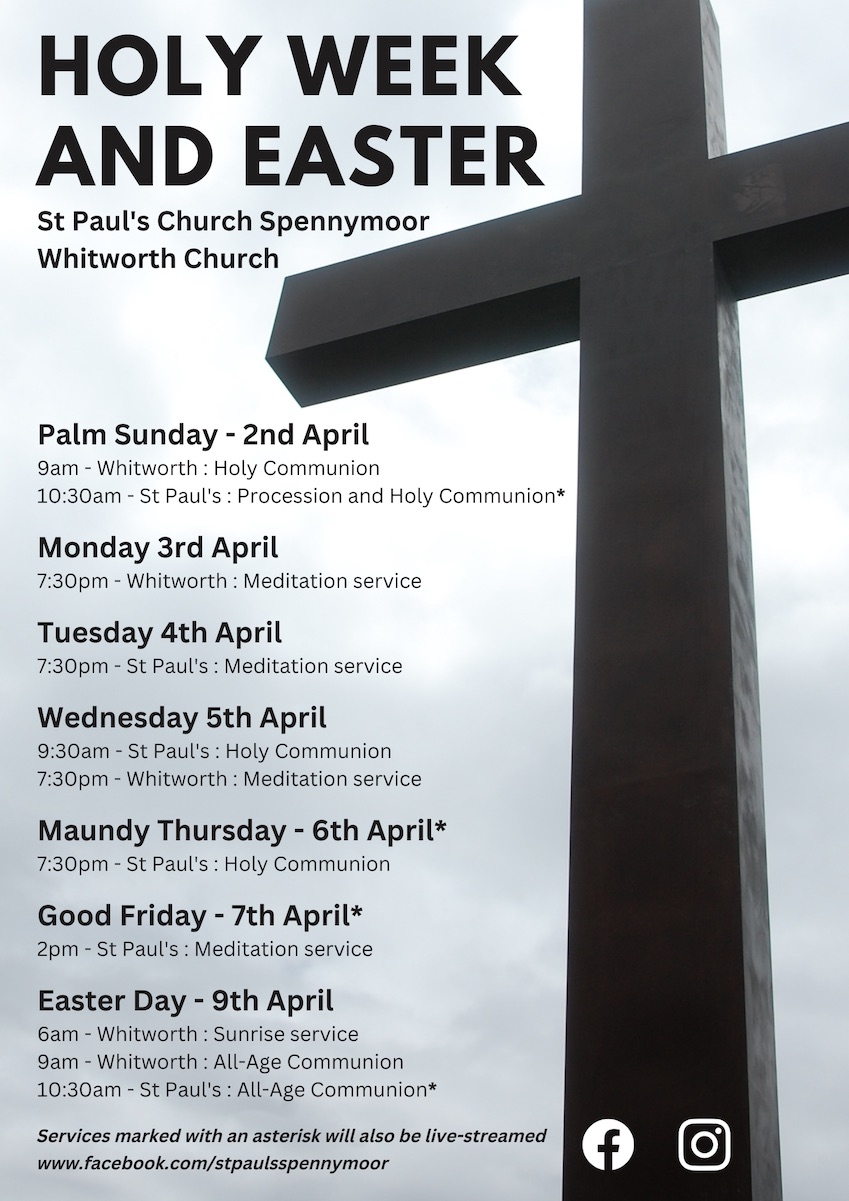 HOLY WEEK
AND EASTER
St Paul's Church Spennymoor
Whitworth Church
Palm Sunday - 2nd April
9am - Whitworth : Holy Communion
10:30am - St Paul's : Procession and Holy Communion*
Monday 3rd April
7:30pm - Whitworth : Meditation service
Tuesday 4th April
7:30pm - St Paul's : Meditation service
Wednesday 5th April
9:30am - St Paul's : Holy Communion
7:30pm - Whitworth : Meditation service
Maundy Thursday - 6th April*
7:30pm - St Paul's : Holy Communion
Good Friday - 7th April*
2pm - St Paul's : Meditation service
Easter Day - 9th April
6am - Whitworth : Sunrise service
9am - Whitworth : All-Age Communion
10:30am - St Paul's : All-Age Communion*
Services marked with an asterisk will also be live-streamed
www.facebook.com/stpaulsspennymoor